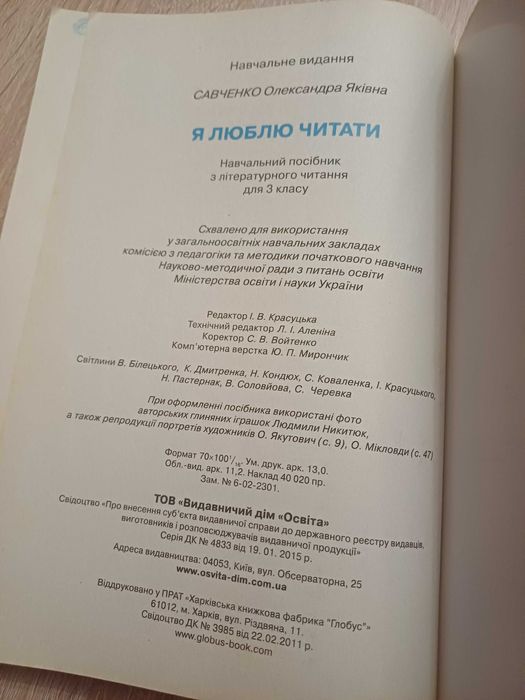 Навчальне видання
САВЧЕНКО Олександра Яківна
Я ЛЮБЛЮ ЧИТАТИ
Навчальний посібник
з літературного читання
для 3 класу
Схвалено для використання
у загальноосвітніх навчальних закладах
комісією з педагогіки та методики початкового навчання
Науково-методичної ради з питань освіти
Міністерства освіти і науки України
Редактор І. В. Красуцька
Технічний редактор Л. І. Аленіна
Коректор С. В. Войтенко
Комп'ютерна верстка Ю. П. Мирончик
Світлини В. Білецького, К. Дмитренка, Н. Кондюх, С. Коваленка, І. Красуцького,
Н. Пастернак, В. Соловйова, С. Черевка
При оформленні посібника використані фото
авторських глиняних іграшок Людмили Никитюк,
а також репродукції портретів художників О. Якутович (с. 9), О. Мікловди (с. 47)
Формат 70×100¹/₁₆. Ум. друк. арк. 13,0.
Обл.-вид. арк. 11,2. Наклад 40 020 пр.
Зам. № 6-02-2301.
ТОВ «Видавничий дім «Освіта»
Свідоцтво «Про внесення суб'єкта видавничої справи до державного реєстру видавців,
виготовників і розповсюджувачів видавничої продукції»
Серія ДК № 4833 від 19. 01. 2015 р.
Адреса видавництва: 04053, Київ, вул. Обсерваторна, 25
www.osvita-dim.com.ua
Віддруковано у ПРАТ «Харківська книжкова фабрика "Глобус"»
61012, м. Харків, вул. Різдвяна, 11.
Свідоцтво ДК № 3985 від 22.02.2011 р.
www.globus-book.com